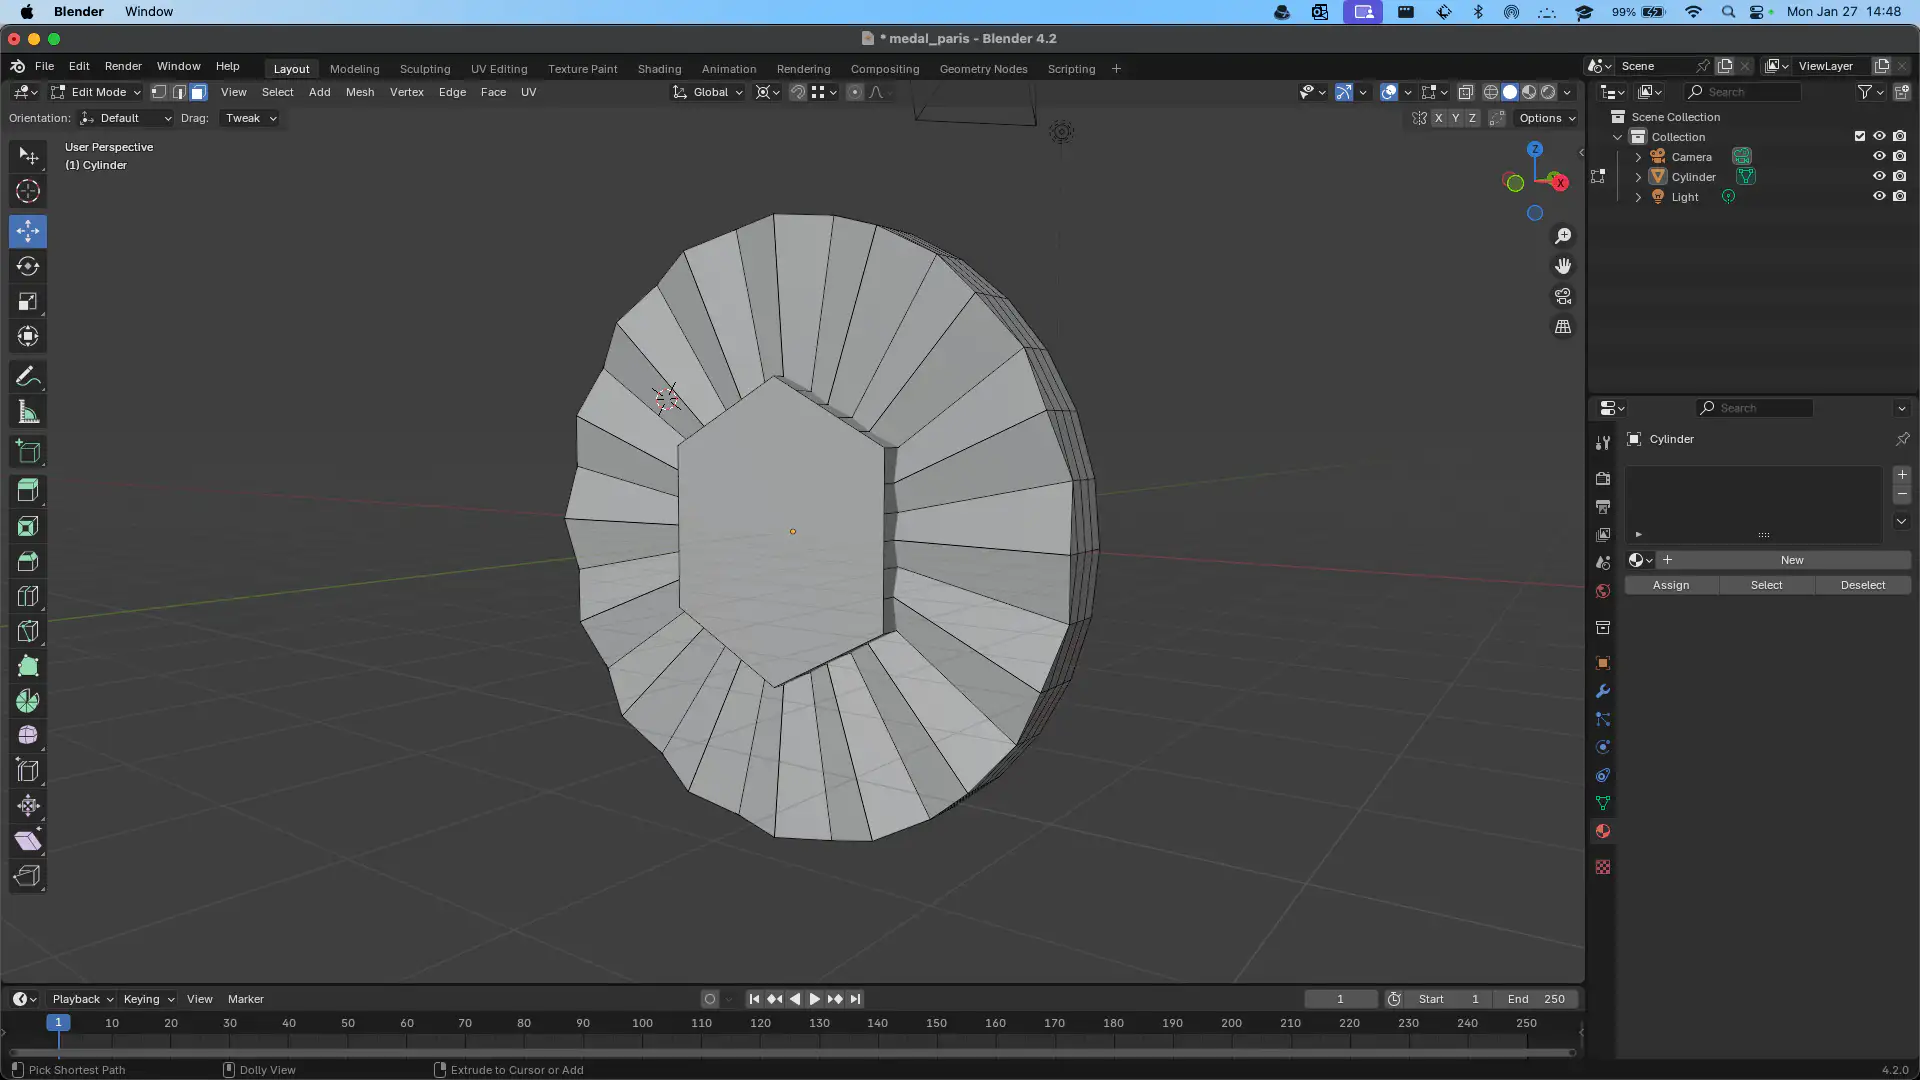 Blender Window 99% Mon Jan 27 14:48
* medal_paris - Blender 4.2
File Edit Render Window Help Layout Modeling Sculpting UV Editing Texture Paint Shading Animation Rendering Compositing Geometry Nodes Scripting + Scene ViewLayer
Edit Mode View Select Add Mesh Vertex Edge Face UV Global Search
Orientation: Default Drag: Tweak X Y Z Options
Scene Collection
Collection
Camera
Cylinder
Light
User Perspective
(1) Cylinder
Z
X
Search
Cylinder
New
Assign Select Deselect
Playback Keying View Marker 1 Start 1 End 250
1 10 20 30 40 50 60 70 80 90 100 110 120 130 140 150 160 170 180 190 200 210 220 230 240 250
Pick Shortest Path Dolly View Extrude to Cursor or Add 4.2.0